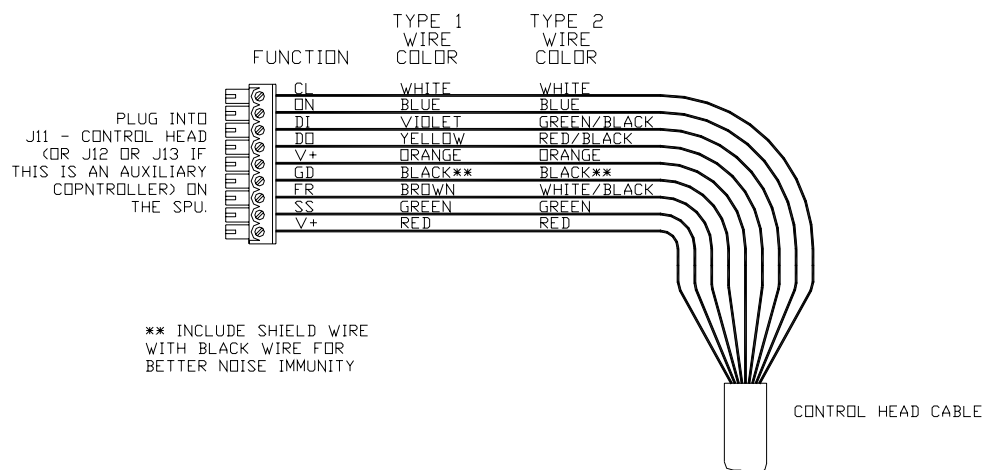 TYPE 1 TYPE 2
WIRE WIRE
FUNCTION COLOR COLOR
CL WHITE WHITE
ON BLUE BLUE
DI VIOLET GREEN/BLACK
DO YELLOW RED/BLACK
V+ ORANGE ORANGE
GD BLACK** BLACK**
FR BROWN WHITE/BLACK
SS GREEN GREEN
V+ RED RED
PLUG INTO
J11 - CONTROL HEAD
(OR J12 OR J13 IF
THIS IS AN AUXILIARY
COPNTROLLER) ON
THE SPU.
** INCLUDE SHIELD WIRE
WITH BLACK WIRE FOR
BETTER NOISE IMMUNITY
CONTROL HEAD CABLE